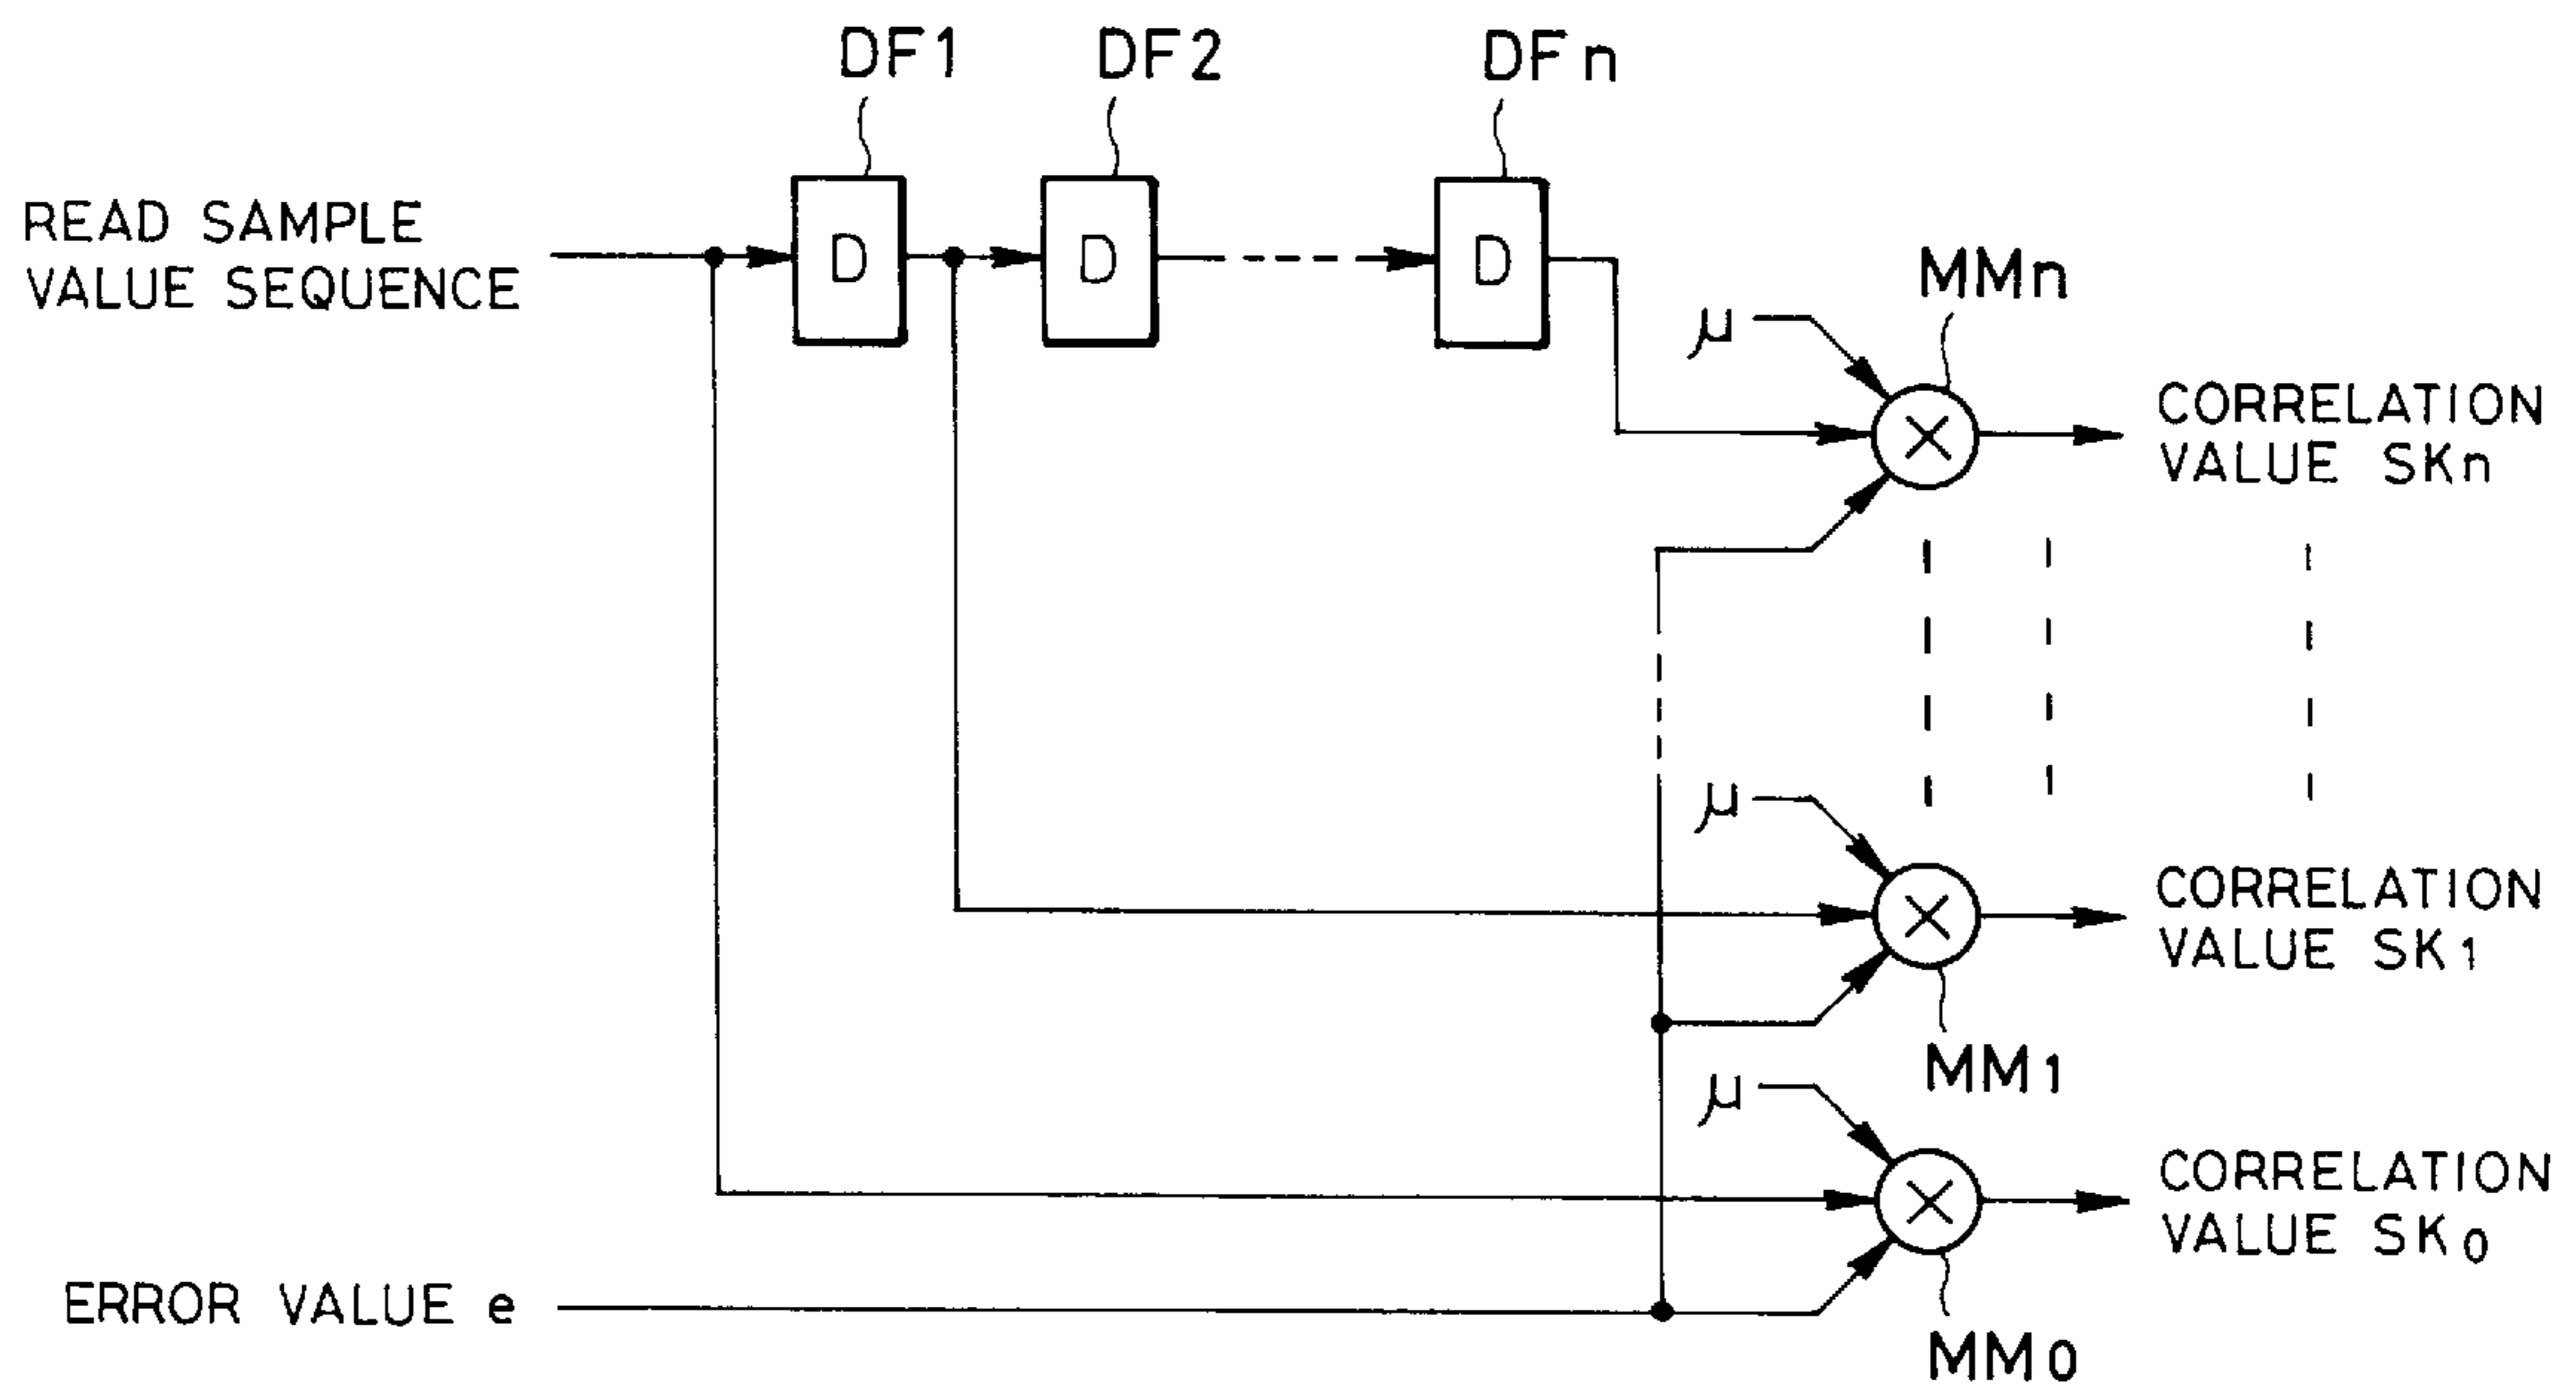 DF1 DF2 DFn
READ SAMPLE
VALUE SEQUENCE
D D D
MMn
μ
CORRELATION
VALUE SKn
μ
CORRELATION
VALUE SK1
MM1
μ
CORRELATION
VALUE SK0
ERROR VALUE e
MM0